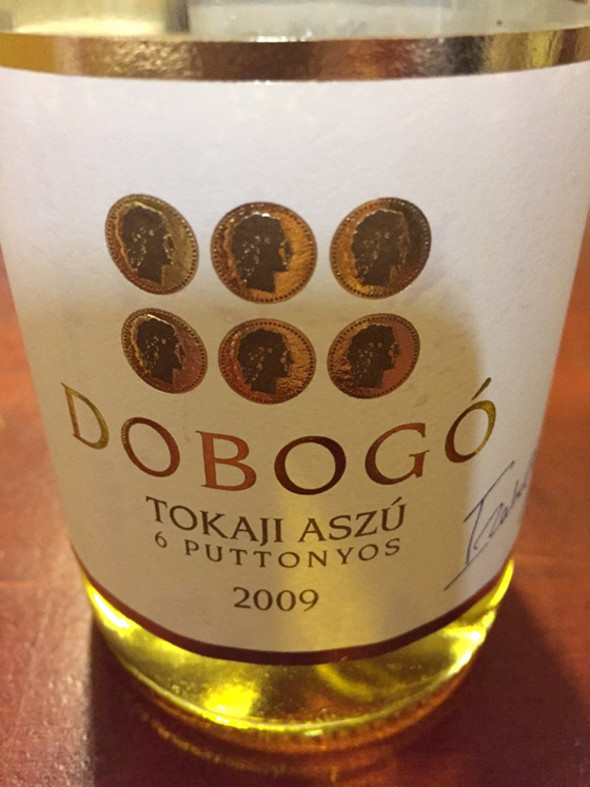 DOBOGÓ
TOKAJI ASZÚ
6 PUTTONYOS
2009